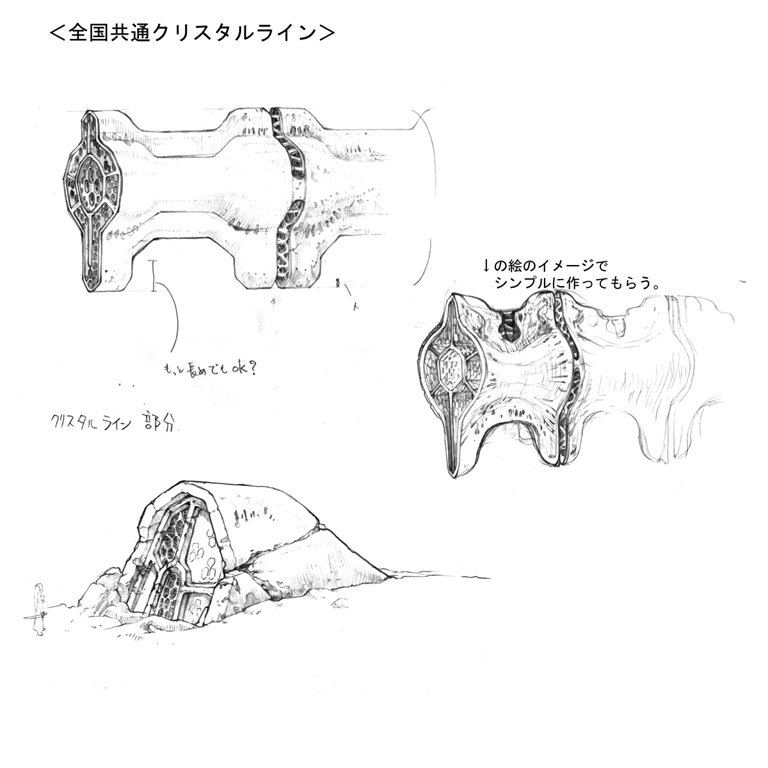 ＜全国共通クリスタルライン＞
↓の絵のイメージで
シンプルに作ってもらう。
もっと長めでもOK?
クリスタルライン 部分